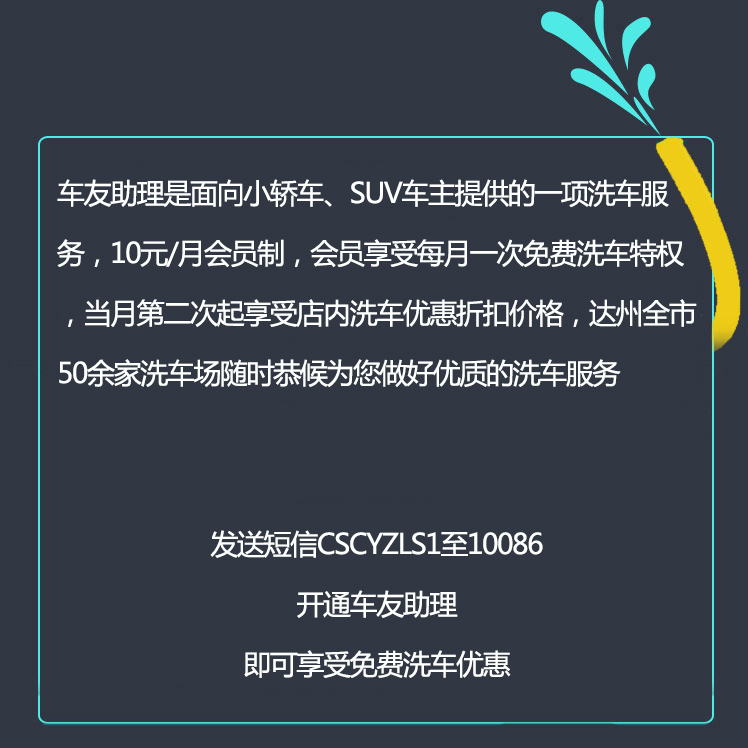 车友助理是面向小轿车、SUV车主提供的一项洗车服
务，10元/月会员制，会员享受每月一次免费洗车特权
，当月第二次起享受店内洗车优惠折扣价格，达州全市
50余家洗车场随时恭候为您做好优质的洗车服务
发送短信CSCYZLS1至10086
开通车友助理
即可享受免费洗车优惠